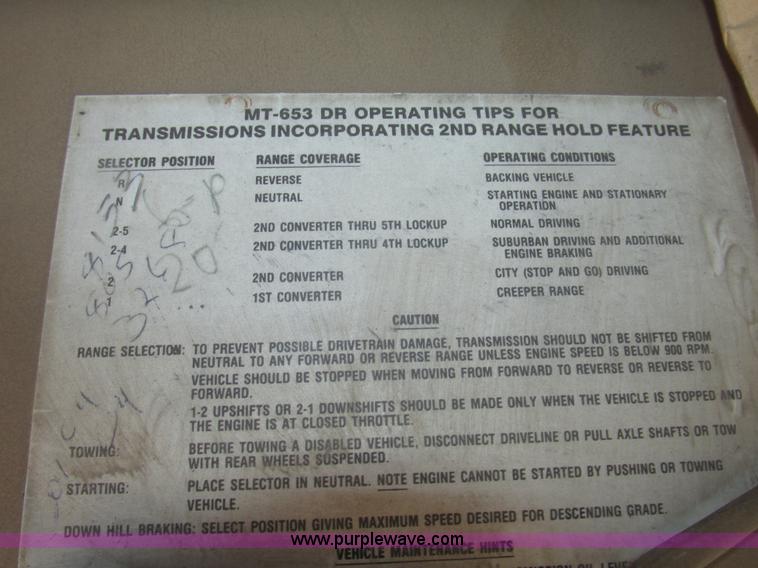 MT-653 DR OPERATING TIPS FOR
TRANSMISSIONS INCORPORATING 2ND RANGE HOLD FEATURE
SELECTOR POSITION RANGE COVERAGE OPERATING CONDITIONS
R REVERSE BACKING VEHICLE
N NEUTRAL STARTING ENGINE AND STATIONARY
OPERATION
2-5 2ND CONVERTER THRU 5TH LOCKUP NORMAL DRIVING
2-4 2ND CONVERTER THRU 4TH LOCKUP SUBURBAN DRIVING AND ADDITIONAL
ENGINE BRAKING
2 2ND CONVERTER CITY (STOP AND GO) DRIVING
1 1ST CONVERTER CREEPER RANGE
CAUTION
RANGE SELECTION: TO PREVENT POSSIBLE DRIVETRAIN DAMAGE, TRANSMISSION SHOULD NOT BE SHIFTED FROM
NEUTRAL TO ANY FORWARD OR REVERSE RANGE UNLESS ENGINE SPEED IS BELOW 900 RPM.
VEHICLE SHOULD BE STOPPED WHEN MOVING FROM FORWARD TO REVERSE OR REVERSE TO
FORWARD.
1-2 UPSHIFTS OR 2-1 DOWNSHIFTS SHOULD BE MADE ONLY WHEN THE VEHICLE IS STOPPED AND
THE ENGINE IS AT CLOSED THROTTLE.
TOWING: BEFORE TOWING A DISABLED VEHICLE, DISCONNECT DRIVELINE OR PULL AXLE SHAFTS OR TOW
WITH REAR WHEELS SUSPENDED.
STARTING: PLACE SELECTOR IN NEUTRAL. NOTE ENGINE CANNOT BE STARTED BY PUSHING OR TOWING
VEHICLE.
DOWN HILL BRAKING: SELECT POSITION GIVING MAXIMUM SPEED DESIRED FOR DESCENDING GRADE.
www.purplewave.com
VEHICLE MAINTENANCE HINTS
OIL LEVEL